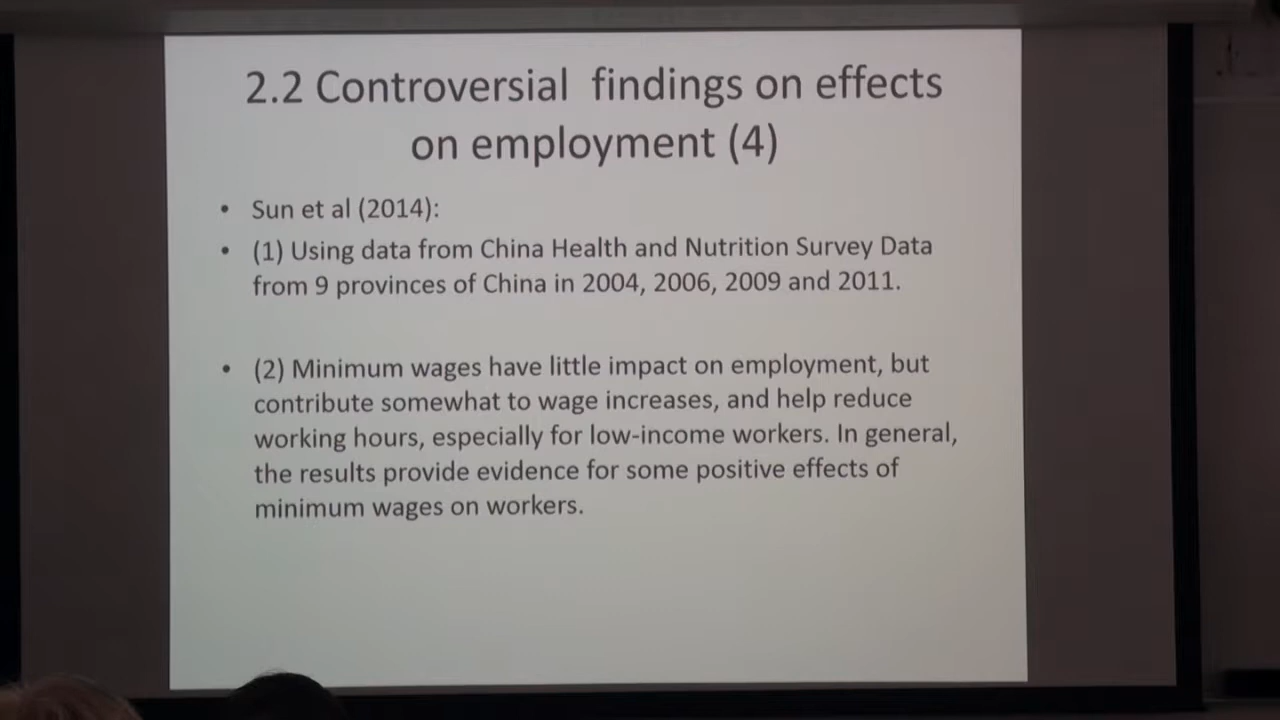 2.2 Controversial findings on effects
on employment (4)
• Sun et al (2014):
• (1) Using data from China Health and Nutrition Survey Data
from 9 provinces of China in 2004, 2006, 2009 and 2011.
• (2) Minimum wages have little impact on employment, but
contribute somewhat to wage increases, and help reduce
working hours, especially for low-income workers. In general,
the results provide evidence for some positive effects of
minimum wages on workers.